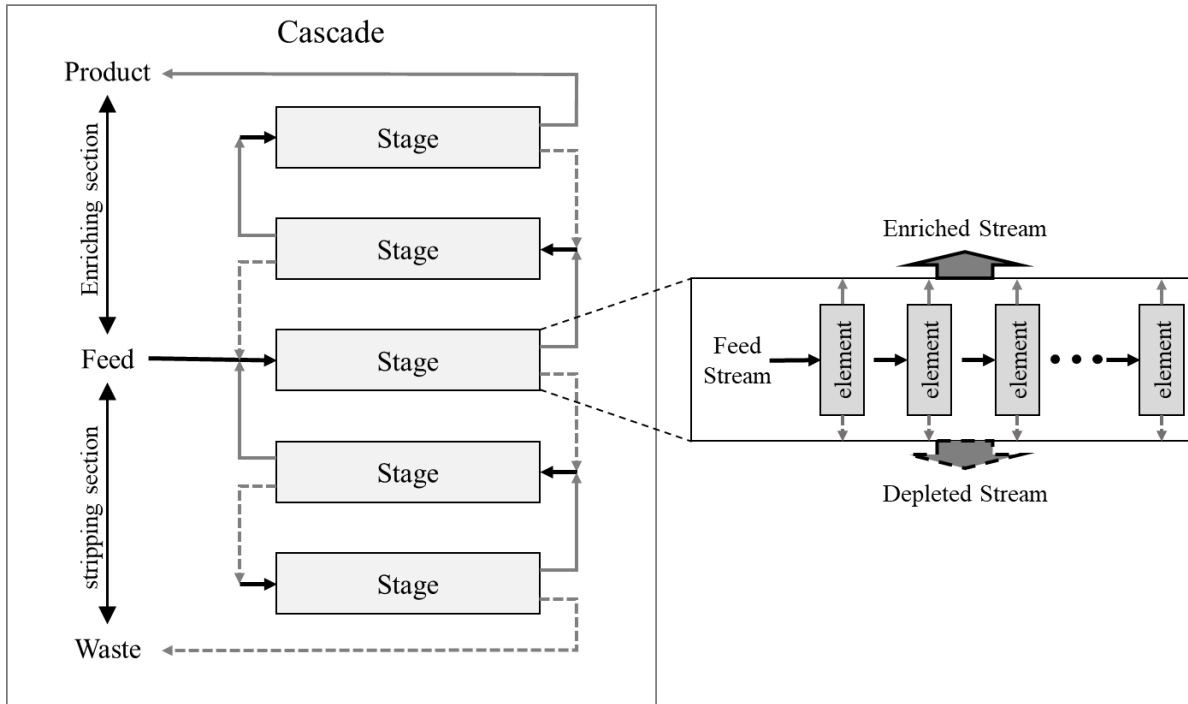 Cascade
Product
Enriching section
Feed
stripping section
Waste
Stage
Stage
Stage
Stage
Stage
Enriched Stream
Feed
Stream
element
element
element
element
Depleted Stream